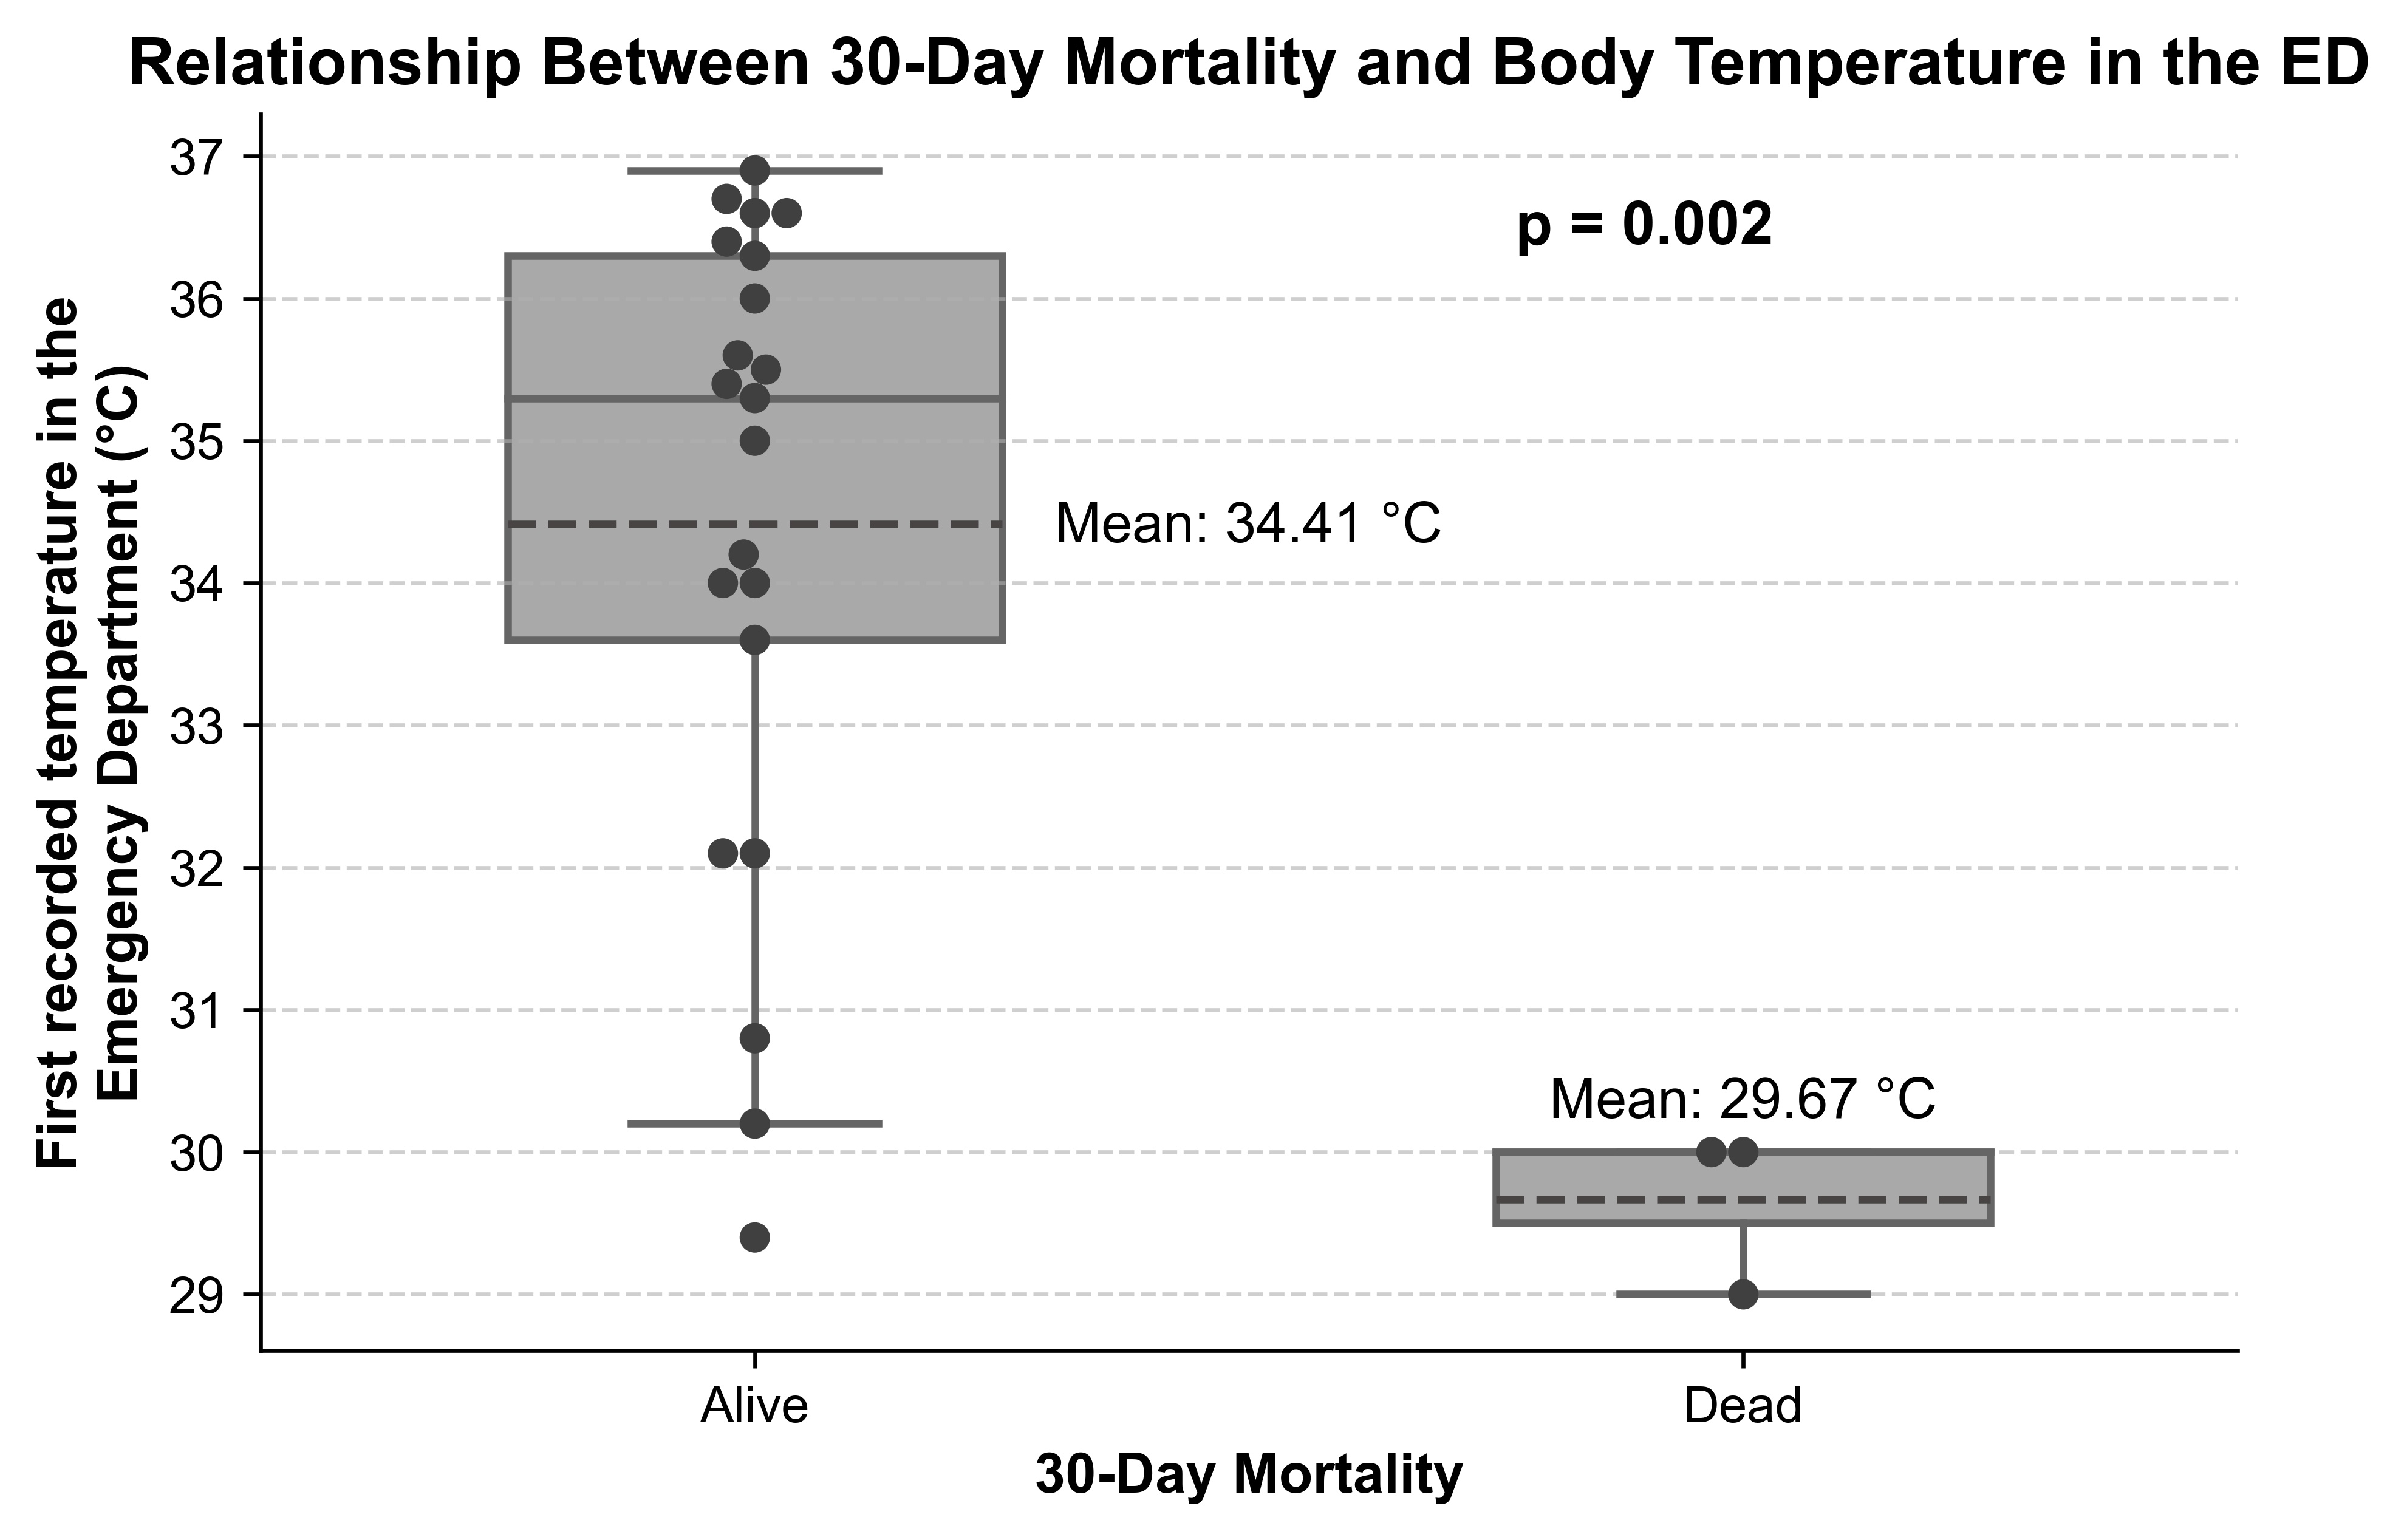 Relationship Between 30-Day Mortality and Body Temperature in the ED
First recorded temperature in the
Emergency Department (°C)
37
36
35
34
33
32
31
30
29
p = 0.002
Mean: 34.41 °C
Mean: 29.67 °C
Alive
Dead
30-Day Mortality